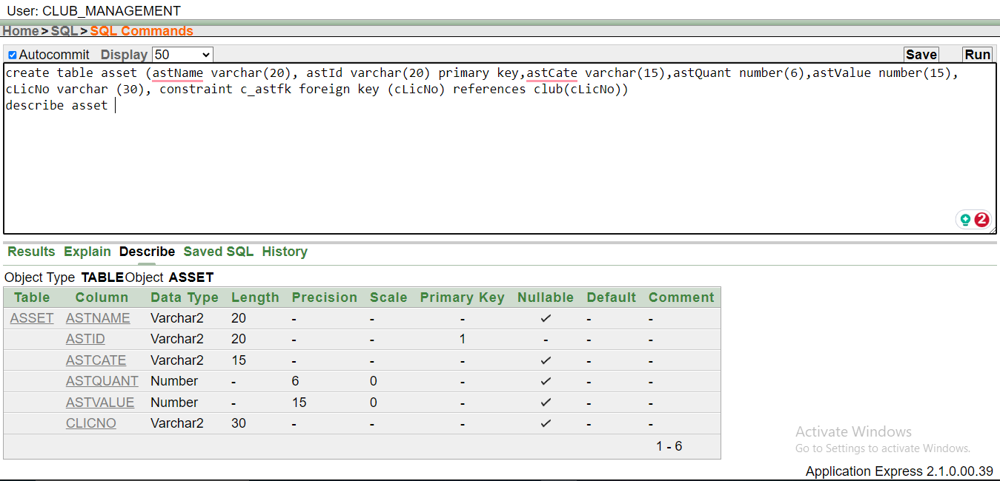 User: CLUB_MANAGEMENT
Home > SQL > SQL Commands
Autocommit Display 50 Save Run
create table asset (astName varchar(20), astId varchar(20) primary key,astCate varchar(15),astQuant number(6),astValue number(15),
cLicNo varchar (30), constraint c_astfk foreign key (cLicNo) references club(cLicNo))
describe asset
2
Results Explain Describe Saved SQL History
Object Type TABLE Object ASSET
Table Column Data Type Length Precision Scale Primary Key Nullable Default Comment
ASSET ASTNAME Varchar2 20 - - - ✓ - -
ASTID Varchar2 20 - - 1 - - -
ASTCATE Varchar2 15 - - - ✓ - -
ASTQUANT Number - 6 0 - ✓ - -
ASTVALUE Number - 15 0 - ✓ - -
CLICNO Varchar2 30 - - - ✓ - -
1 - 6
Activate Windows
Go to Settings to activate Windows.
Application Express 2.1.0.00.39